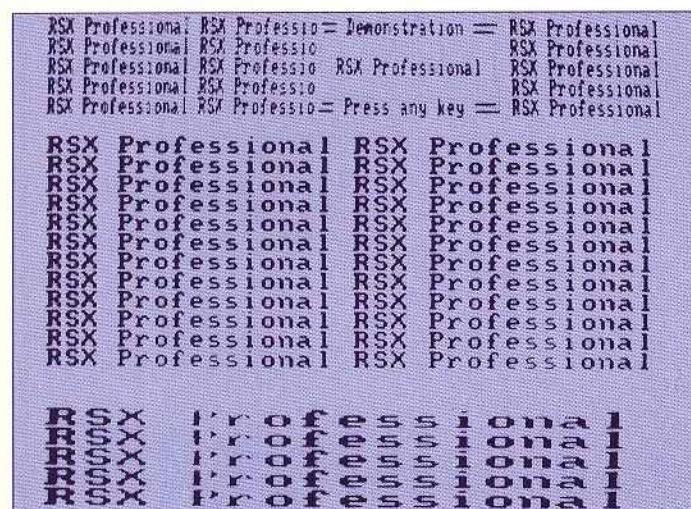 RSX Professional RSX Professio = Demonstration = RSX Professional
RSX Professional RSX Professio RSX Professional
RSX Professional RSX Professio RSX Professional RSX Professional
RSX Professional RSX Professio RSX Professional
RSX Professional RSX Professio = Press any key = RSX Professional
RSX Professional RSX Professional
RSX Professional RSX Professional
RSX Professional RSX Professional
RSX Professional RSX Professional
RSX Professional RSX Professional
RSX Professional RSX Professional
RSX Professional RSX Professional
RSX Professional RSX Professional
RSX Professional RSX Professional
RSX Professional RSX Professional
RSX Professional RSX Professional
RSX Professional RSX Professional
RSX Professional
RSX Professional
RSX Professional
RSX Professional
RSX Professional